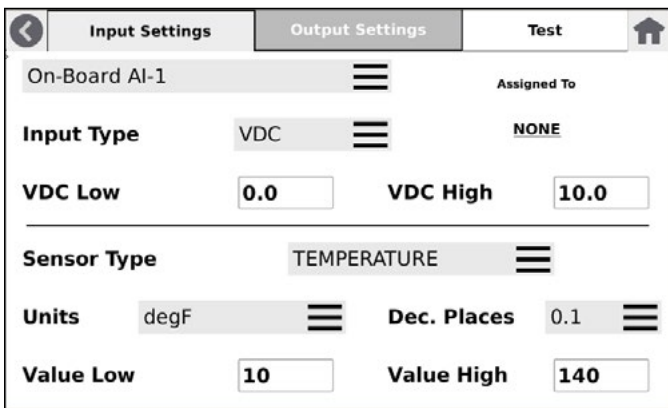 Input Settings Output Settings Test
On-Board AI-1 Assigned To
Input Type VDC NONE
VDC Low 0.0 VDC High 10.0
Sensor Type TEMPERATURE
Units degF Dec. Places 0.1
Value Low 10 Value High 140